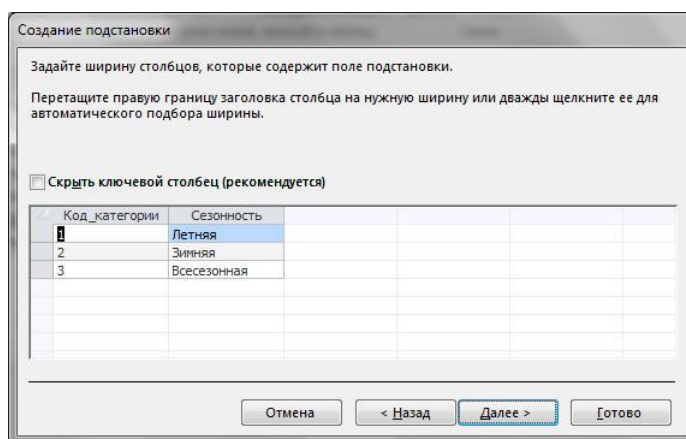 Создание подстановки
Задайте ширину столбцов, которые содержит поле подстановки.
Перетащите правую границу заголовка столбца на нужную ширину или дважды щелкните ее для
автоматического подбора ширины.
Скрыть ключевой столбец (рекомендуется)
Код_категории Сезонность
1 Летняя
2 Зимняя
3 Всесезонная
Отмена < Назад Далее > Готово